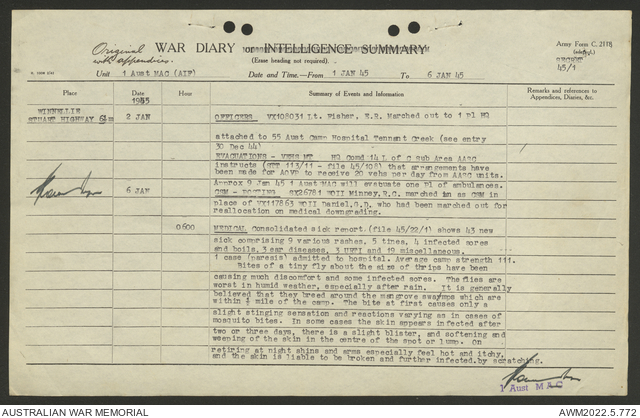 Original
with appendices.
WAR DIARY or INTELLIGENCE SUMMARY
(Erase heading not required).
Army Form C. 2118
SECRET
45/1
Unit 1 Aust MAC (AIF)
Date and Time.—From 1 JAN 45 To 6 JAN 45
Place
Date
1945
Hour
Summary of Events and Information
Remarks and references to
Appendices, Diaries, &c.
WINNELLIE
STUART HIGHWAY
2 JAN
OFFICERS VX108031 Lt. Fisher, E.R. Marched out to 1 Pl HQ
attached to 55 Aust Camp Hospital Tennant Creek (see entry
30 Dec 44)
EVACUATIONS - VEHS MT HQ Comd 14 L of C Sub Area AASC
instructs (STT 113/11 - file 45/106) that arrangements have
been made for AOVP to receive 20 vehs per day from AASC units.
Approx 9 Jan 45 1 Aust MAC will evacuate one Pl of ambulances.
6 JAN
CSM - POSTING SX26781 WOII Minney, R.C. marched in as CSM in
place of VX117863 WOII Daniel, G.D. who had been marched out for
reallocation on medical downgrading.
0600
MEDICAL Consolidated sick report. (file 45/22/1) shows 43 new
sick comprising 9 various rashes, 5 tinea, 4 infected sores
and boils, 3 ear diseases, 3 URTI and 19 miscellaneous.
1 case (paresis) admitted to hospital. Average camp strength 111.
Bites of a tiny fly about the size of thrips have been
causing much discomfort and some infected sores. The flies are
worst in humid weather, especially after rain. It is generally
believed that they breed around the mangrove swamps which are
within ½ mile of the camp. The bite at first causes only a
slight stinging sensation and reactions varying as in cases of
mosquito bites. In some cases the skin appears infected after
two or three days, there is a slight blister, and softening and
weeping of the skin in the centre of the spot or lump. On
retiring at night shins and arms especially feel hot and itchy,
and the skin is liable to be broken and further infected by scratching.
1 Aust MAC
AUSTRALIAN WAR MEMORIAL
AWM2022.5.772